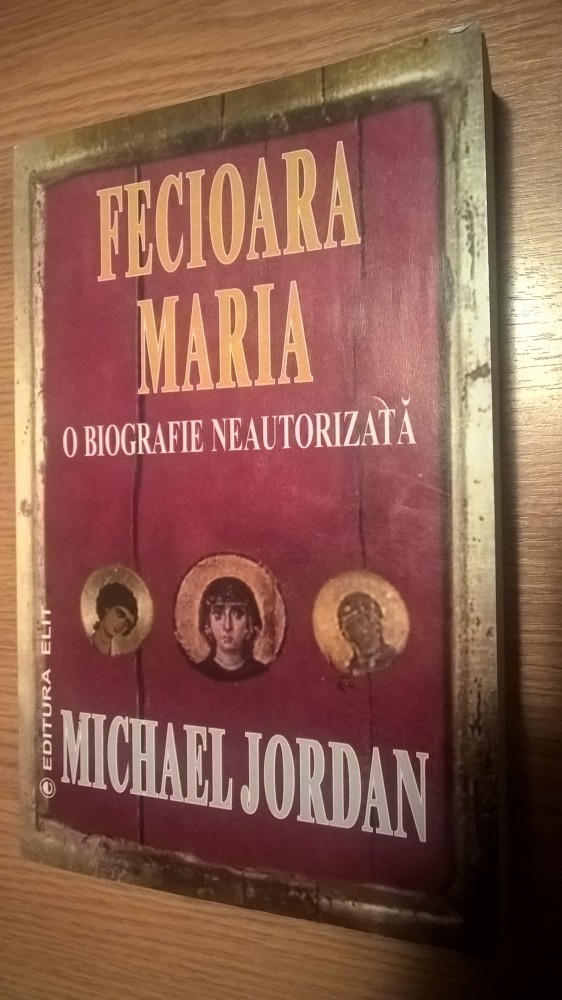 FECIOARA
MARIA
O BIOGRAFIE NEAUTORIZATĂ
EDITURA ELIT
MICHAEL JORDAN